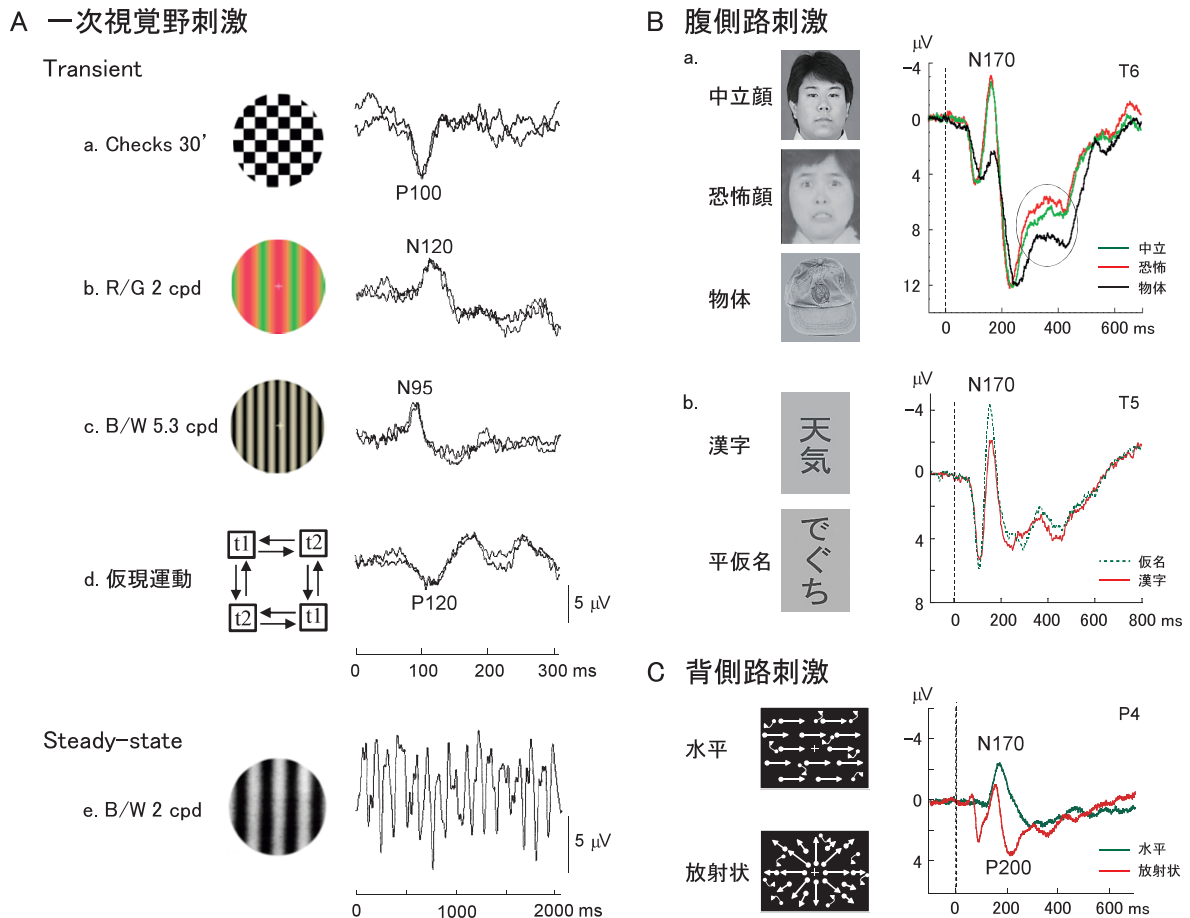 A 一次視覚野刺激
Transient
a. Checks 30’
P100
b. R/G 2 cpd
N120
c. B/W 5.3 cpd
N95
d. 仮現運動
t1
t2
t2
t1
P120
5 μV
0 100 200 300 ms
Steady-state
e. B/W 2 cpd
5 μV
0 1000 2000 ms
B 腹側路刺激
a.
中立顔
恐怖顔
物体
μV
N170
T6
-4
0
4
8
12
中立
恐怖
物体
0 200 400 600 ms
b.
漢字
天気
平仮名
でぐち
μV
N170
T5
-4
0
4
8
仮名
漢字
0 200 400 600 800 ms
C 背側路刺激
水平
放射状
μV
N170
P4
-4
0
4
P200
水平
放射状
0 200 400 600 ms